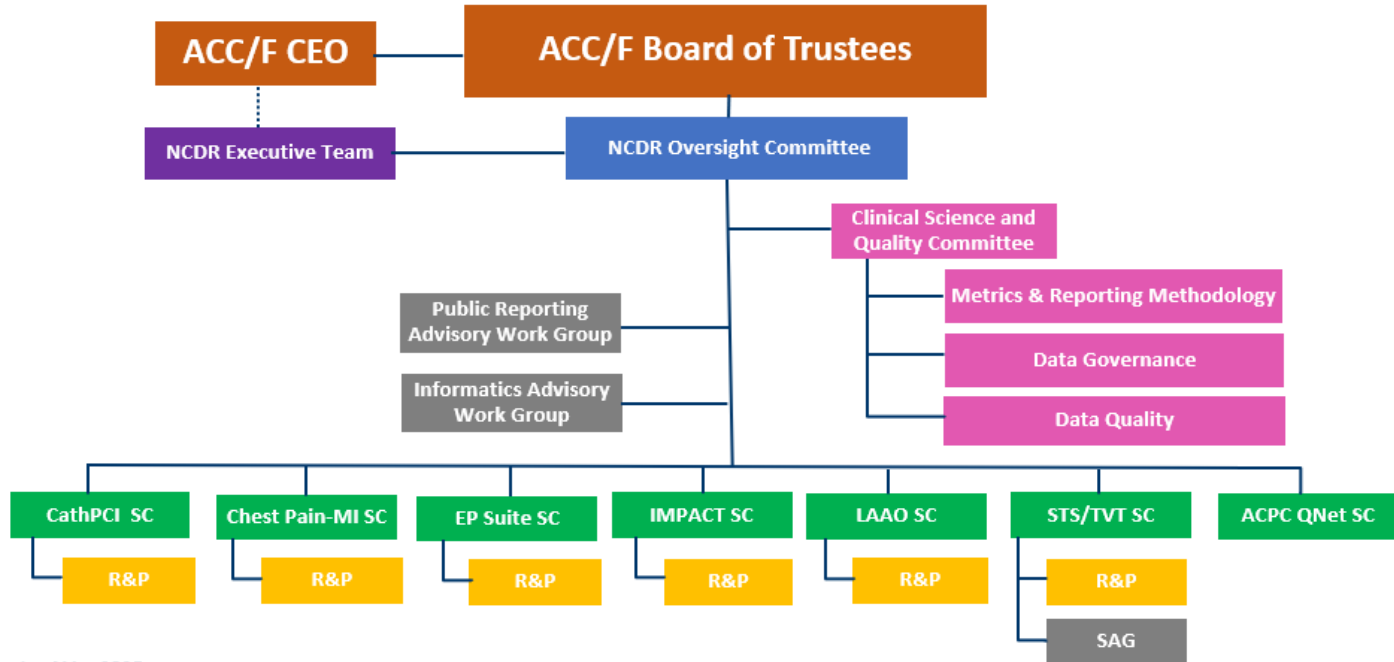 ACC/F CEO
ACC/F Board of Trustees
NCDR Executive Team
NCDR Oversight Committee
Clinical Science and
Quality Committee
Metrics & Reporting Methodology
Public Reporting
Advisory Work Group
Data Governance
Informatics Advisory
Work Group
Data Quality
CathPCI SC
Chest Pain-MI SC
EP Suite SC
IMPACT SC
LAAO SC
STS/TVT SC
ACPC QNet SC
R&P
R&P
R&P
R&P
R&P
R&P
SAG